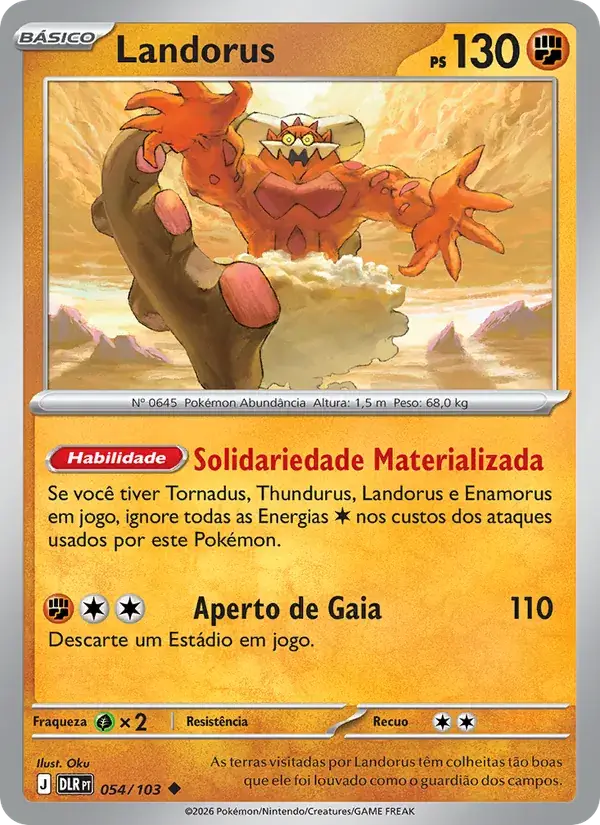 BÁSICO Landorus PS 130
Nº 0645 Pokémon Abundância Altura: 1,5 m Peso: 68,0 kg
Habilidade Solidariedade Materializada
Se você tiver Tornadus, Thundurus, Landorus e Enamorus
em jogo, ignore todas as Energias nos custos dos ataques
usados por este Pokémon.
Aperto de Gaia 110
Descarte um Estádio em jogo.
Fraqueza ×2 Resistência Recuo
Ilust. Oku
As terras visitadas por Landorus têm colheitas tão boas
que ele foi louvado como o guardião dos campos.
J DLR PT 054/103
©2026 Pokémon/Nintendo/Creatures/GAME FREAK